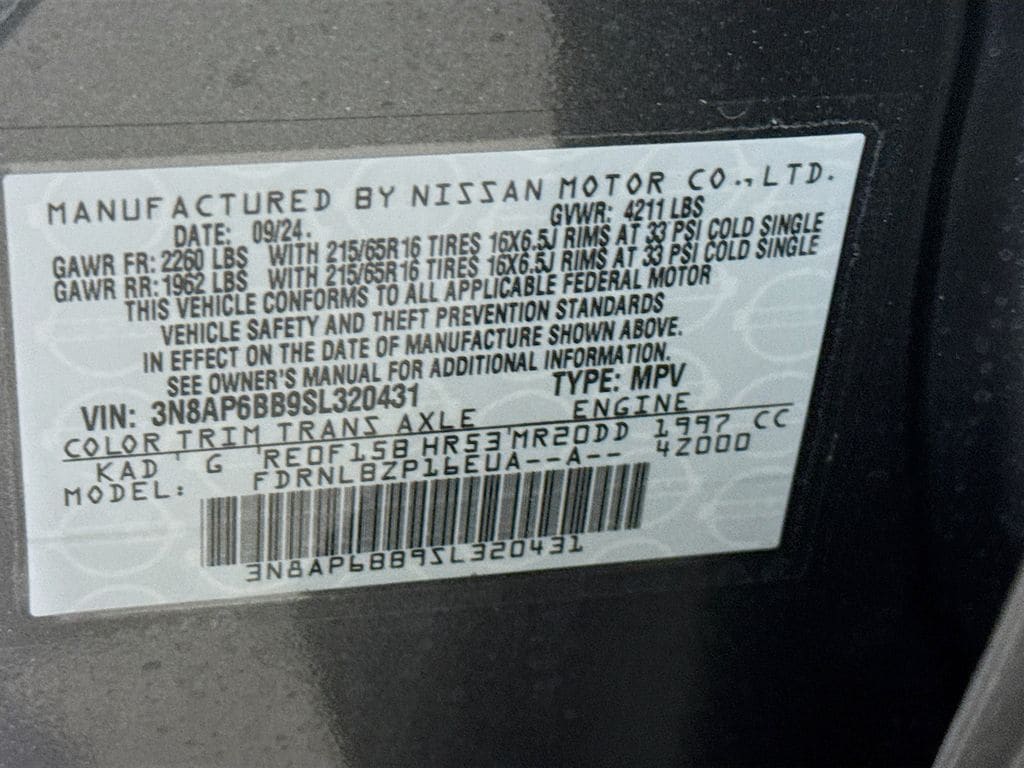 MANUFACTURED BY NISSAN MOTOR CO.,LTD.
DATE: 09/24. GVWR: 4211 LBS
GAWR FR: 2260 LBS WITH 215/65R16 TIRES 16X6.5J RIMS AT 33 PSI COLD SINGLE
GAWR RR: 1962 LBS WITH 215/65R16 TIRES 16X6.5J RIMS AT 33 PSI COLD SINGLE
THIS VEHICLE CONFORMS TO ALL APPLICABLE FEDERAL MOTOR
VEHICLE SAFETY AND THEFT PREVENTION STANDARDS
IN EFFECT ON THE DATE OF MANUFACTURE SHOWN ABOVE.
SEE OWNER'S MANUAL FOR ADDITIONAL INFORMATION.
VIN: 3N8AP6BB9SL320431 TYPE: MPV
COLOR TRIM TRANS AXLE ENGINE
KAD G RE0F15B HR53 MR20DD 1997 CC
MODEL: FDRNLBZP16EUA--A-- 42000
3N8AP6BB9SL320431